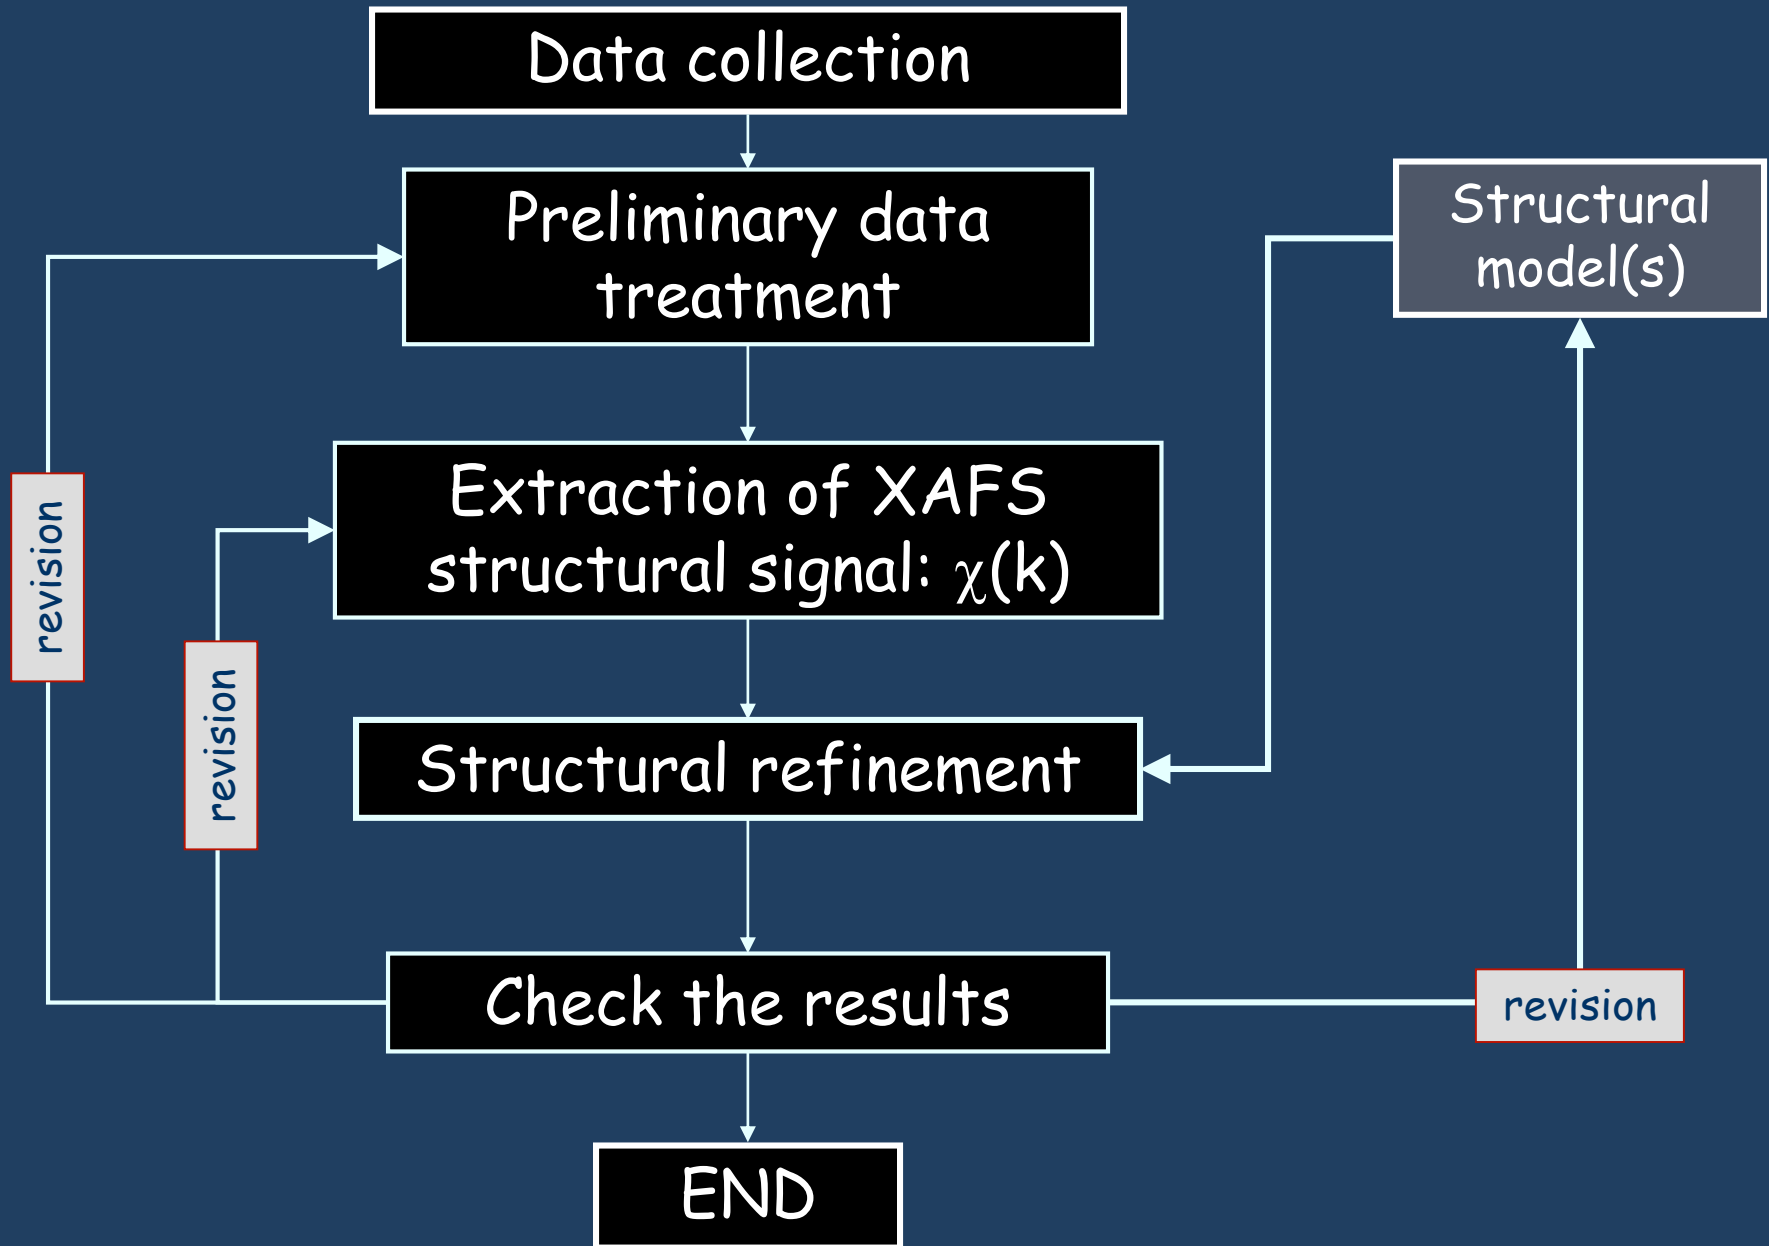 Data collection
Preliminary data
treatment
Structural
model(s)
Extraction of XAFS
structural signal: χ(k)
revision
revision
Structural refinement
Check the results
revision
END